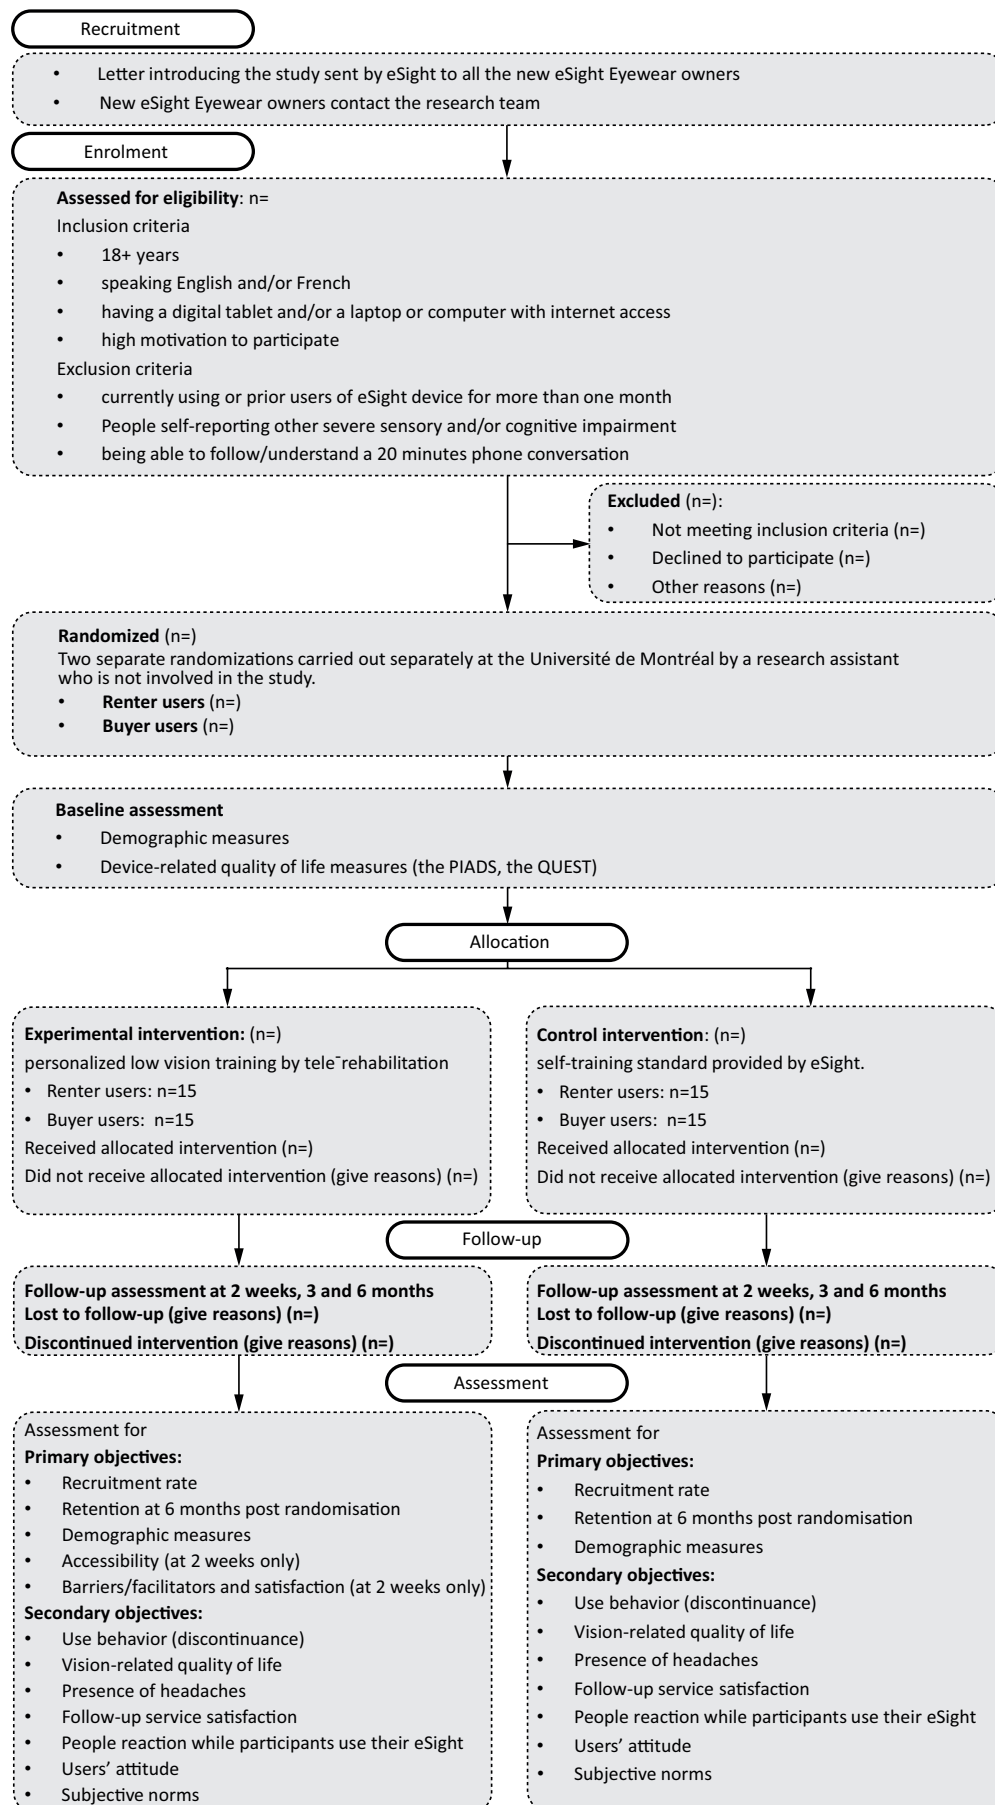 Recruitment
• Letter introducing the study sent by eSight to all the new eSight Eyewear owners
• New eSight Eyewear owners contact the research team
Enrolment
Assessed for eligibility: n=
Inclusion criteria
• 18+ years
• speaking English and/or French
• having a digital tablet and/or a laptop or computer with internet access
• high motivation to participate
Exclusion criteria
• currently using or prior users of eSight device for more than one month
• People self-reporting other severe sensory and/or cognitive impairment
• being able to follow/understand a 20 minutes phone conversation
Excluded (n=):
• Not meeting inclusion criteria (n=)
• Declined to participate (n=)
• Other reasons (n=)
Randomized (n=)
Two separate randomizations carried out separately at the Université de Montréal by a research assistant
who is not involved in the study.
• Renter users (n=)
• Buyer users (n=)
Baseline assessment
• Demographic measures
• Device-related quality of life measures (the PIADS, the QUEST)
Allocation
Experimental intervention: (n=)
personalized low vision training by tele-rehabilitation
• Renter users: n=15
• Buyer users: n=15
Received allocated intervention (n=)
Did not receive allocated intervention (give reasons) (n=)
Control intervention: (n=)
self-training standard provided by eSight.
• Renter users: n=15
• Buyer users: n=15
Received allocated intervention (n=)
Did not receive allocated intervention (give reasons) (n=)
Follow-up
Follow-up assessment at 2 weeks, 3 and 6 months
Lost to follow-up (give reasons) (n=)
Discontinued intervention (give reasons) (n=)
Follow-up assessment at 2 weeks, 3 and 6 months
Lost to follow-up (give reasons) (n=)
Discontinued intervention (give reasons) (n=)
Assessment
Assessment for
Primary objectives:
• Recruitment rate
• Retention at 6 months post randomisation
• Demographic measures
• Accessibility (at 2 weeks only)
• Barriers/facilitators and satisfaction (at 2 weeks only)
Secondary objectives:
• Use behavior (discontinuance)
• Vision-related quality of life
• Presence of headaches
• Follow-up service satisfaction
• People reaction while participants use their eSight
• Users’ attitude
• Subjective norms
Assessment for
Primary objectives:
• Recruitment rate
• Retention at 6 months post randomisation
• Demographic measures
Secondary objectives:
• Use behavior (discontinuance)
• Vision-related quality of life
• Presence of headaches
• Follow-up service satisfaction
• People reaction while participants use their eSight
• Users’ attitude
• Subjective norms